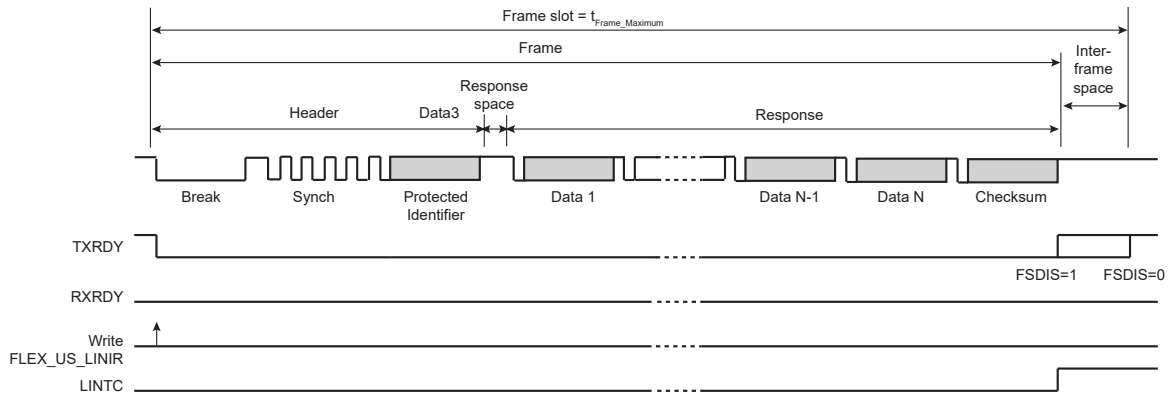 Frame slot = tFrame_Maximum
Frame
Inter-
frame
space
Response
space
Header
Data3
Response
Break
Synch
Protected
Identifier
Data 1
Data N-1
Data N
Checksum
TXRDY
FSDIS=1
FSDIS=0
RXRDY
Write
FLEX_US_LINIR
LINTC